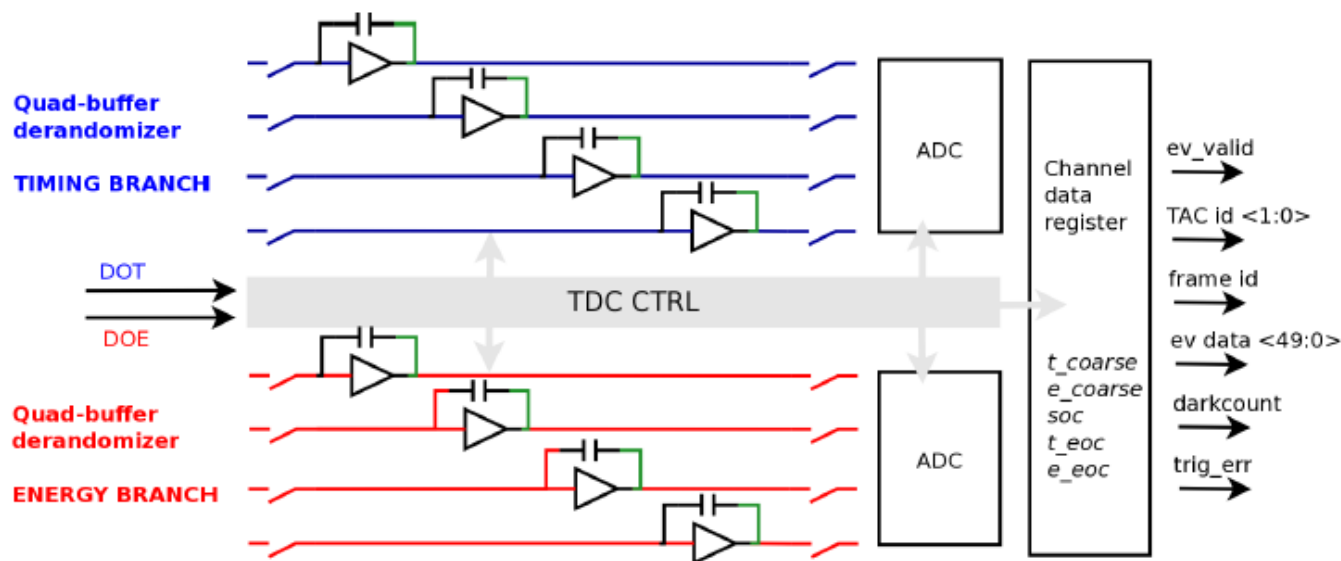 Quad-buffer
derandomizer
TIMING BRANCH
DOT
DOE
TDC CTRL
Quad-buffer
derandomizer
ENERGY BRANCH
ADC
ADC
Channel
data
register
t_coarse
e_coarse
soc
t_eoc
e_eoc
ev_valid
TAC id <1:0>
frame id
ev data <49:0>
darkcount
trig_err